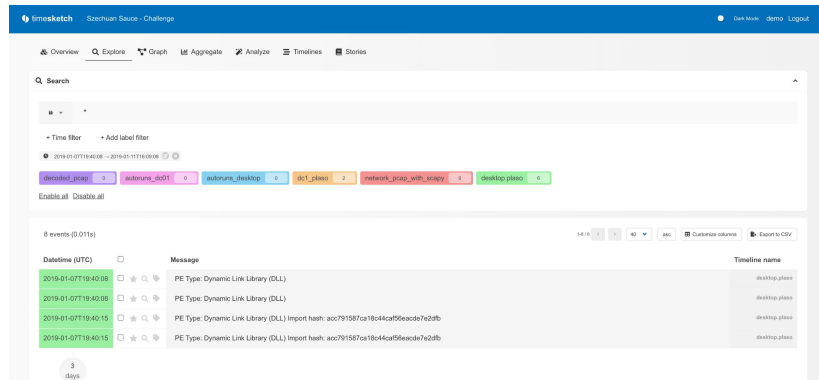 timesketch Szechuan Sauce - Challenge Dark Mode demo Logout
Overview Explore Graph Aggregate Analyze Timelines Stories
Search
*
+ Time filter + Add label filter
2019-01-07T19:40:08 → 2019-01-11T16:09:08
decoded_pcap 0 autoruns_dc01 0 autoruns_desktop 0 dc1_plaso 2 network_pcap_with_scapy 0 desktop.plaso 6
Enable all Disable all
8 events (0.011s) 1-8 / 8 < > 40 asc Customize columns Export to CSV
Datetime (UTC) Message Timeline name
2019-01-07T19:40:08 PE Type: Dynamic Link Library (DLL) desktop.plaso
2019-01-07T19:40:08 PE Type: Dynamic Link Library (DLL) desktop.plaso
2019-01-07T19:40:15 PE Type: Dynamic Link Library (DLL) Import hash: acc791587ca18c44caf56eacde7e2dfb desktop.plaso
2019-01-07T19:40:15 PE Type: Dynamic Link Library (DLL) Import hash: acc791587ca18c44caf56eacde7e2dfb desktop.plaso
3
days